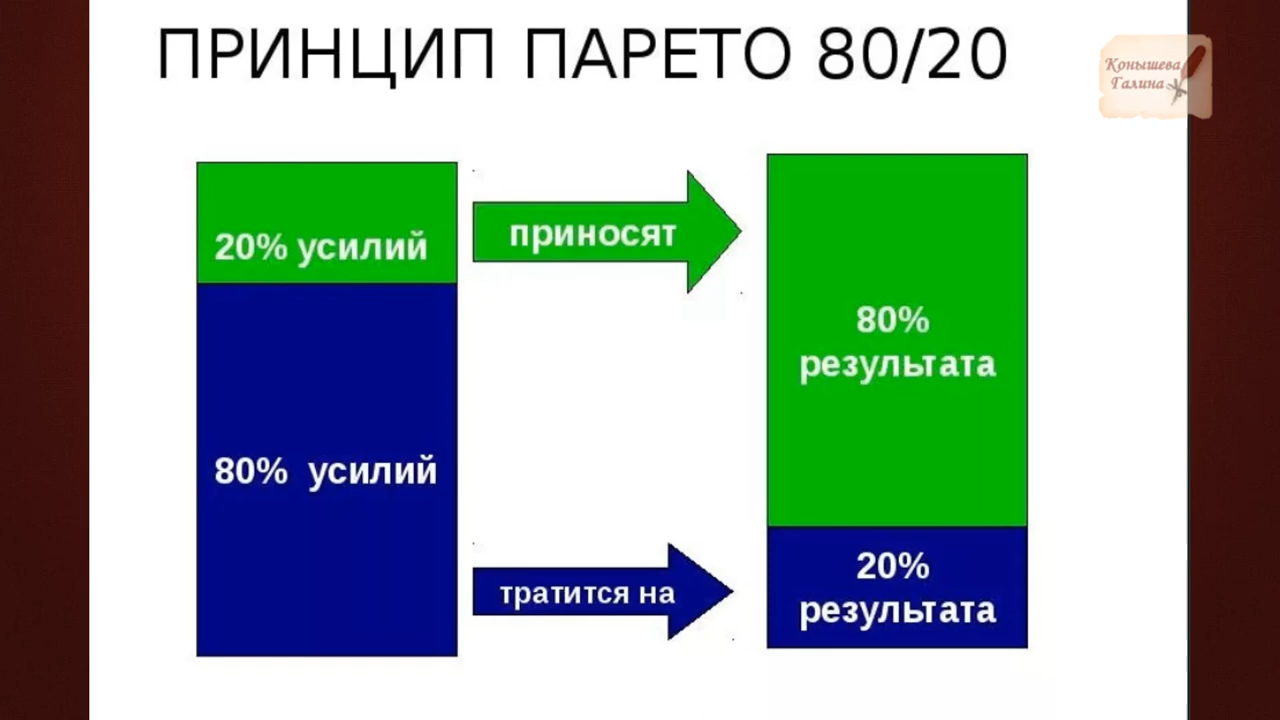 ПРИНЦИП ПАРЕТО 80/20
Конышева
Галина
20% усилий
приносят
80%
результата
80% усилий
тратится на
20%
результата